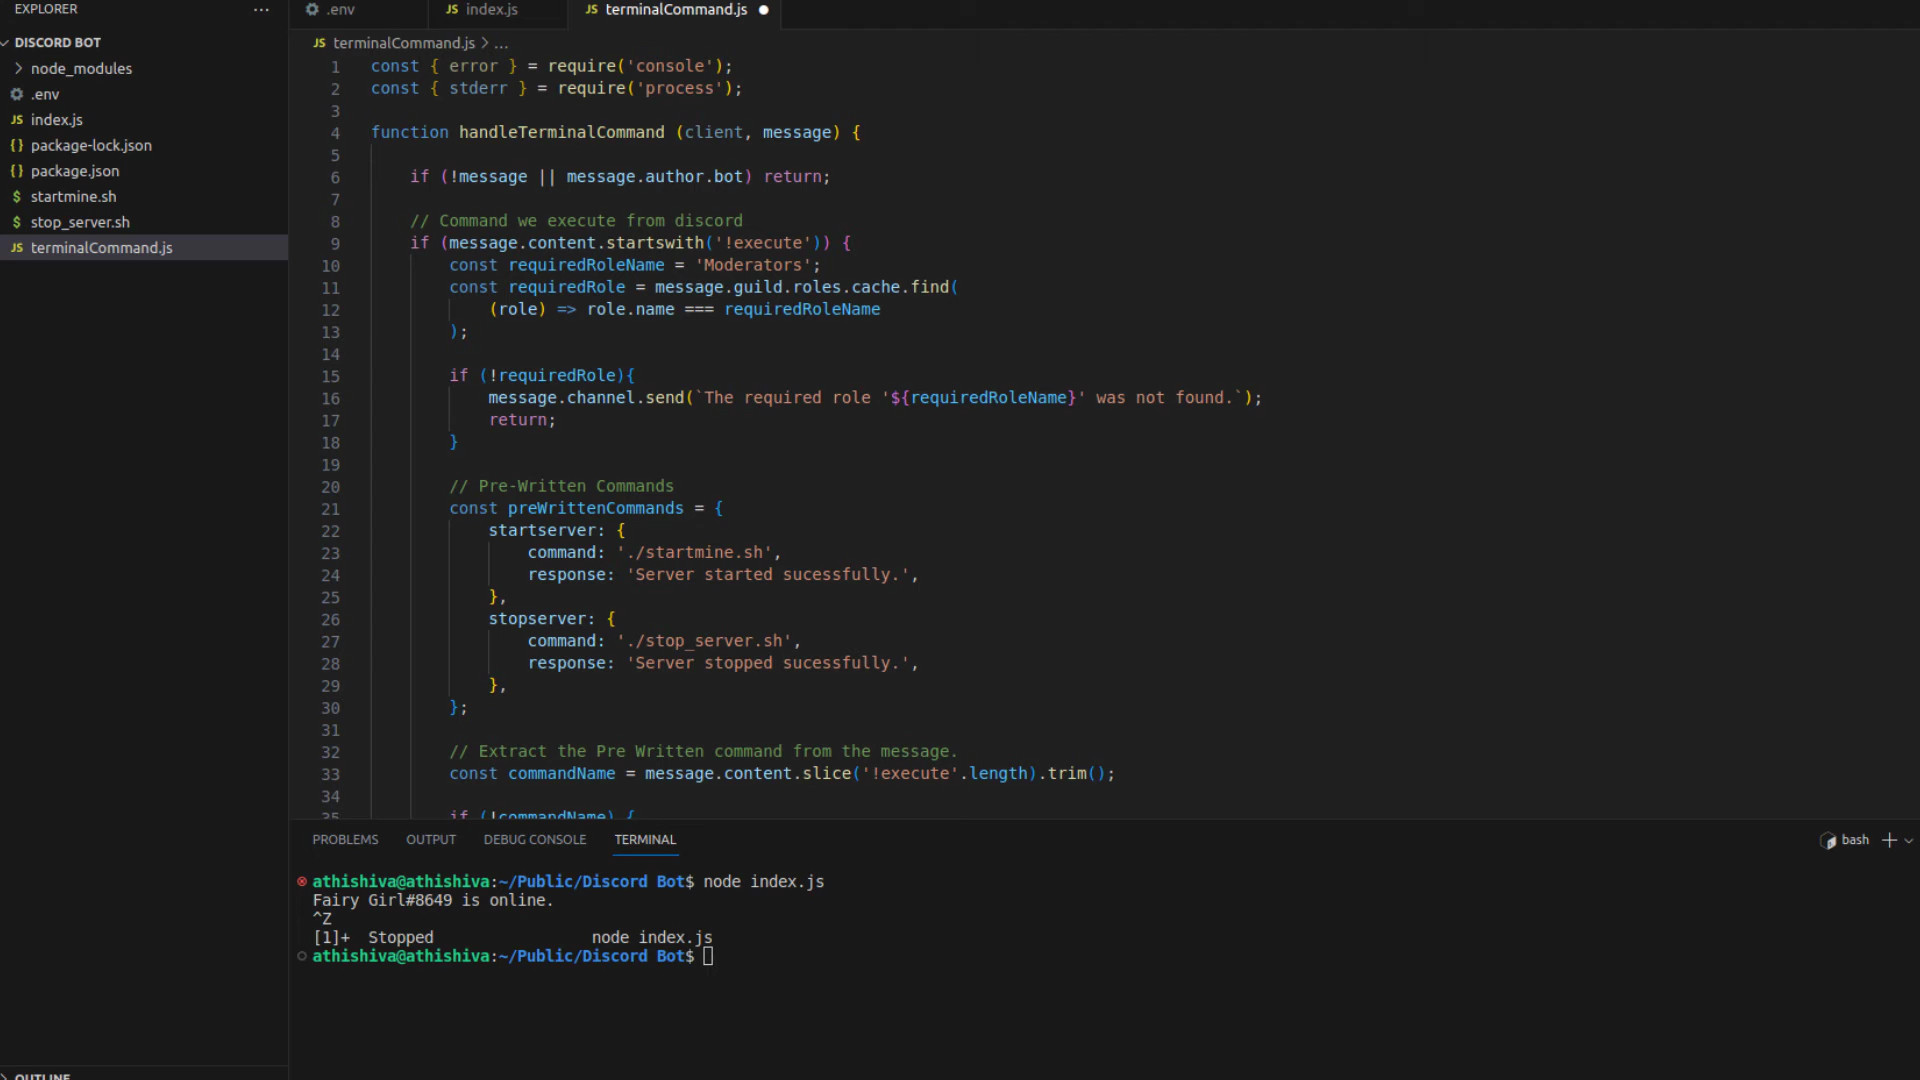 EXPLORER
DISCORD BOT
node_modules
.env
index.js
package-lock.json
package.json
startmine.sh
stop_server.sh
terminalCommand.js
OUTLINE
.env
index.js
terminalCommand.js
terminalCommand.js > ...
1 const { error } = require('console');
2 const { stderr } = require('process');
3
4 function handleTerminalCommand (client, message) {
5
6 if (!message || message.author.bot) return;
7
8 // Command we execute from discord
9 if (message.content.startswith('!execute')) {
10 const requiredRoleName = 'Moderators';
11 const requiredRole = message.guild.roles.cache.find(
12 (role) => role.name === requiredRoleName
13 );
14
15 if (!requiredRole){
16 message.channel.send(`The required role '${requiredRoleName}' was not found.`);
17 return;
18 }
19
20 // Pre-Written Commands
21 const preWrittenCommands = {
22 startserver: {
23 command: './startmine.sh',
24 response: 'Server started sucessfully.',
25 },
26 stopserver: {
27 command: './stop_server.sh',
28 response: 'Server stopped sucessfully.',
29 },
30 };
31
32 // Extract the Pre Written command from the message.
33 const commandName = message.content.slice('!execute'.length).trim();
34
35 if (!commandName) {
PROBLEMS OUTPUT DEBUG CONSOLE TERMINAL
bash
athishiva@athishiva:~/Public/Discord Bot$ node index.js
Fairy Girl#8649 is online.
^Z
[1]+ Stopped node index.js
athishiva@athishiva:~/Public/Discord Bot$